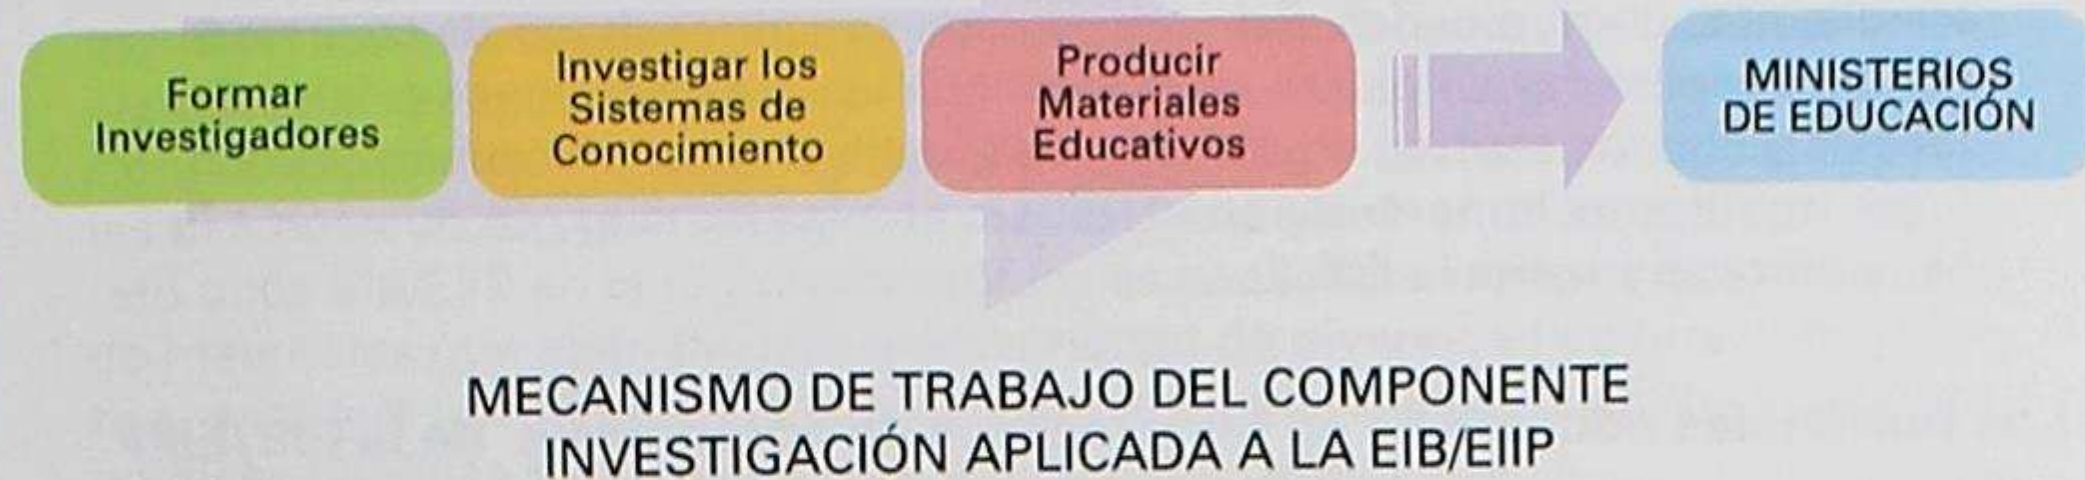 Formar
Investigadores
Investigar los
Sistemas de
Conocimiento
Producir
Materiales
Educativos
MINISTERIOS
DE EDUCACIÓN
MECANISMO DE TRABAJO DEL COMPONENTE
INVESTIGACIÓN APLICADA A LA EIB/EIIP